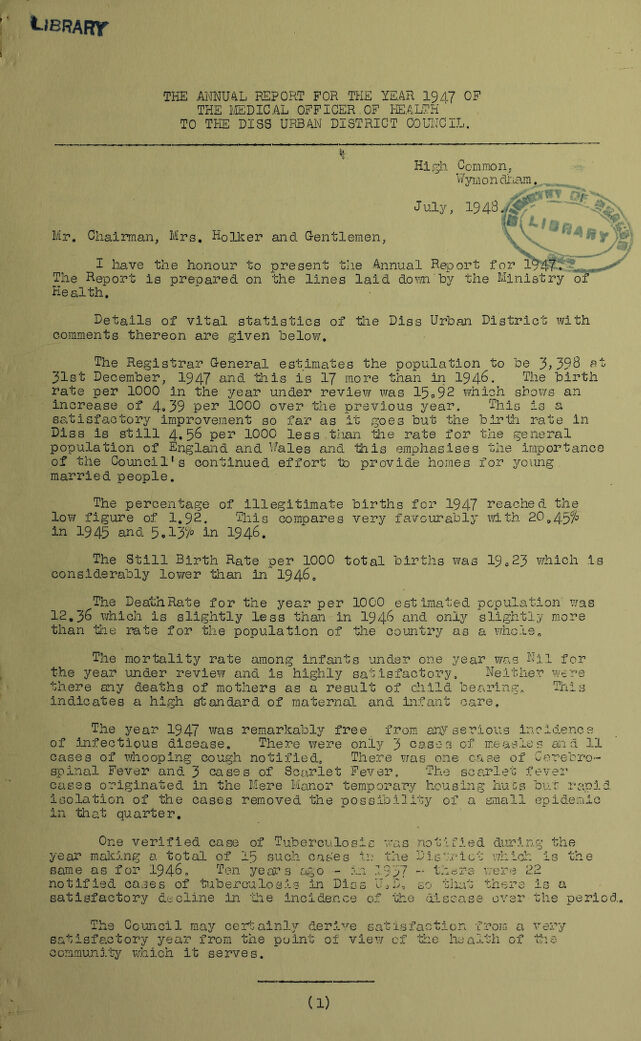 LIBRARY
THE ANNUAL REPORT FOR THE YEAR 1947 OF
THE MEDICAL OFFICER OF HEALTH
TO THE DISS URBAN DISTRICT COUNCIL.
High Common,
Wymondham.
July, 1948.
LIBRARY
Mr. Chairman, Mrs. Holker and Gentlemen,
I have the honour to present the Annual Report for 1947.
The Report is prepared on the lines laid down by the Ministry of
Health.
Details of vital statistics of the Diss Urban District with
comments thereon are given below.
The Registrar General estimates the population to be 3,398 at
31st December, 1947 and this is 17 more than in 1946. The birth
rate per 1000 in the year under review was 15.92 which shows an
increase of 4.39 per 1000 over the previous year. This is a
satisfactory improvement so far as it goes but the birth rate in
Diss is still 4.56 per 1000 less than the rate for the general
population of England and Wales and this emphasises the importance
of the Council's continued effort to provide homes for young
married people.
The percentage of illegitimate births for 1947 reached the
low figure of 1.92. This compares very favourably with 20.45%
in 1945 and 5.13% in 1946.
The Still Birth Rate per 1000 total births was 19.23 which is
considerably lower than in 1946.
The DeathRate for the year per 1000 estimated population was
12.36 which is slightly less than in 1946 and only slightly more
than the rate for the population of the country as a whole.
The mortality rate among infants under one year was Nil for
the year under review and is highly satisfactory. Neither were
there any deaths of mothers as a result of child bearing. This
indicates a high standard of maternal and infant care.
The year 1947 was remarkably free from any serious incidence
of infectious disease. There were only 3 cases of measles and 11
cases of whooping cough notified. There was one case of Cerebro-
spinal Fever and 3 cases of Scarlet Fever. The scarlet fever
cases originated in the Mere Manor temporary housing huts but rapid
isolation of the cases removed the possibility of a small epidemic
in that quarter.
One verified case of Tuberculosis was notified during the
year making a total of 15 such cases in the District which is the
same as for 1946. Ten years ago - in 1937 - there were 22
notified cases of tuberculosis in Diss U.D. so that there is a
satisfactory decline in the incidence of the disease over the period.
The Council may certainly derive satisfaction from a very
satisfactory year from the point of view of the health of the
community which it serves.
(1)